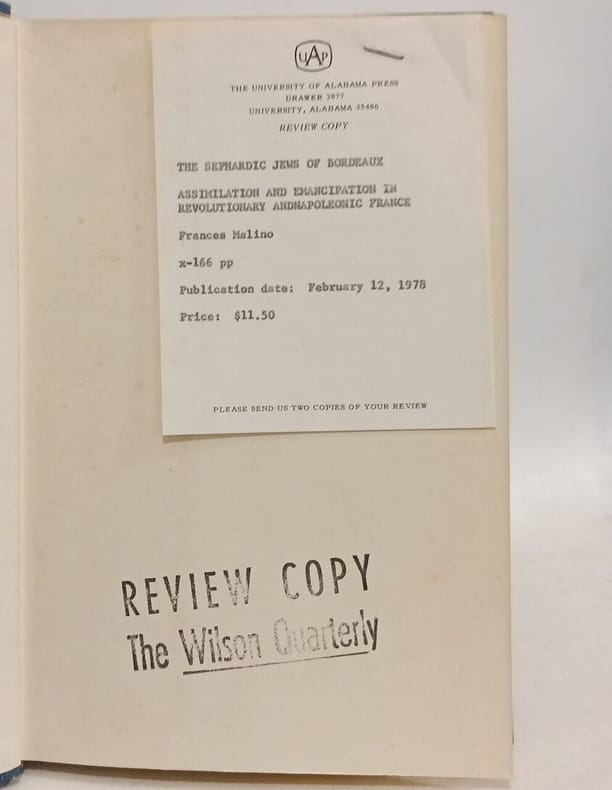 UAP
THE UNIVERSITY OF ALABAMA PRESS
DRAWER 2877
UNIVERSITY, ALABAMA 35486
REVIEW COPY
THE SEPHARDIC JEWS OF BORDEAUX
ASSIMILATION AND EMANCIPATION IN
REVOLUTIONARY ANDNAPOLEONIC FRANCE
Frances Malino
x-166 pp
Publication date: February 12, 1978
Price: $11.50
PLEASE SEND US TWO COPIES OF YOUR REVIEW
REVIEW COPY
The Wilson Quarterly